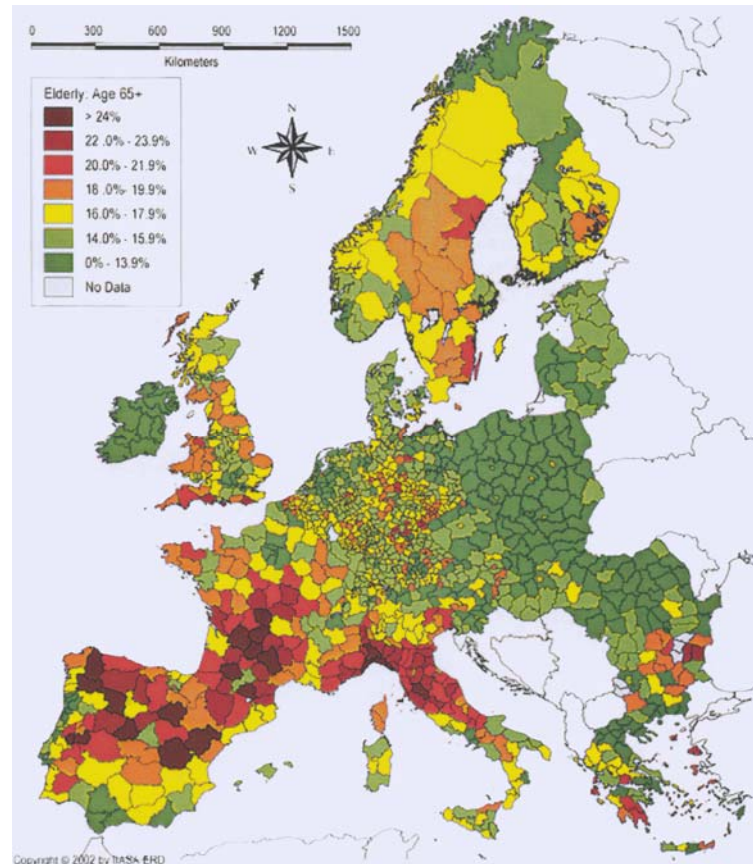 0 300 600 900 1200 1500
Kilometers
Elderly: Age 65+
> 24%
22 .0% - 23.9%
20.0% - 21.9%
18 .0% - 19.9%
16.0% - 17.9%
14.0% - 15.9%
0% - 13.9%
No Data
N
W E
S
Copyright © 2002 by IIASA-ERD